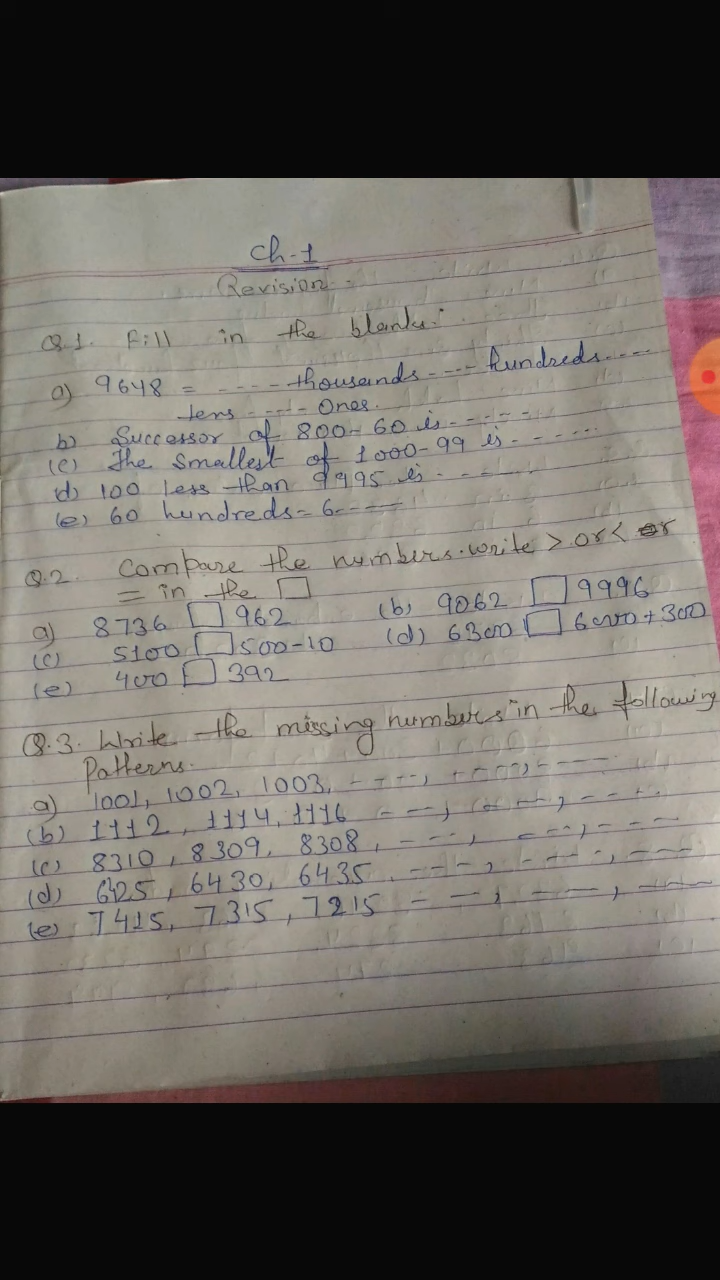 Ch-1
Revision -
Q.1. Fill in the blanks:-
a) 9648 = ----- thousands ---- hundreds ----
tens ----- Ones.
b) Successor of 800-60 is ------
(c) The smallest of 1000-99 is ------
d) 100 less than 9995 is ------
(e) 60 hundreds = 6-----
Q.2. Compare the numbers. write > or < or
= in the □
a) 8736 □ 962 (b) 9062 □ 9996
(c) 5100 □ 500-10 (d) 6300 □ 6000+300
(e) 400 □ 392
Q.3. Write the missing numbers in the following
Patterns.
a) 1001, 1002, 1003, ----, ----, -----
(b) 1112, 1114, 1116 ---, ----, ----
(c) 8310, 8309, 8308, ---, ---, ----
(d) 6425, 6430, 6435, ----, ----, ----
(e) 7415, 7315, 7215 ---, ---, ----